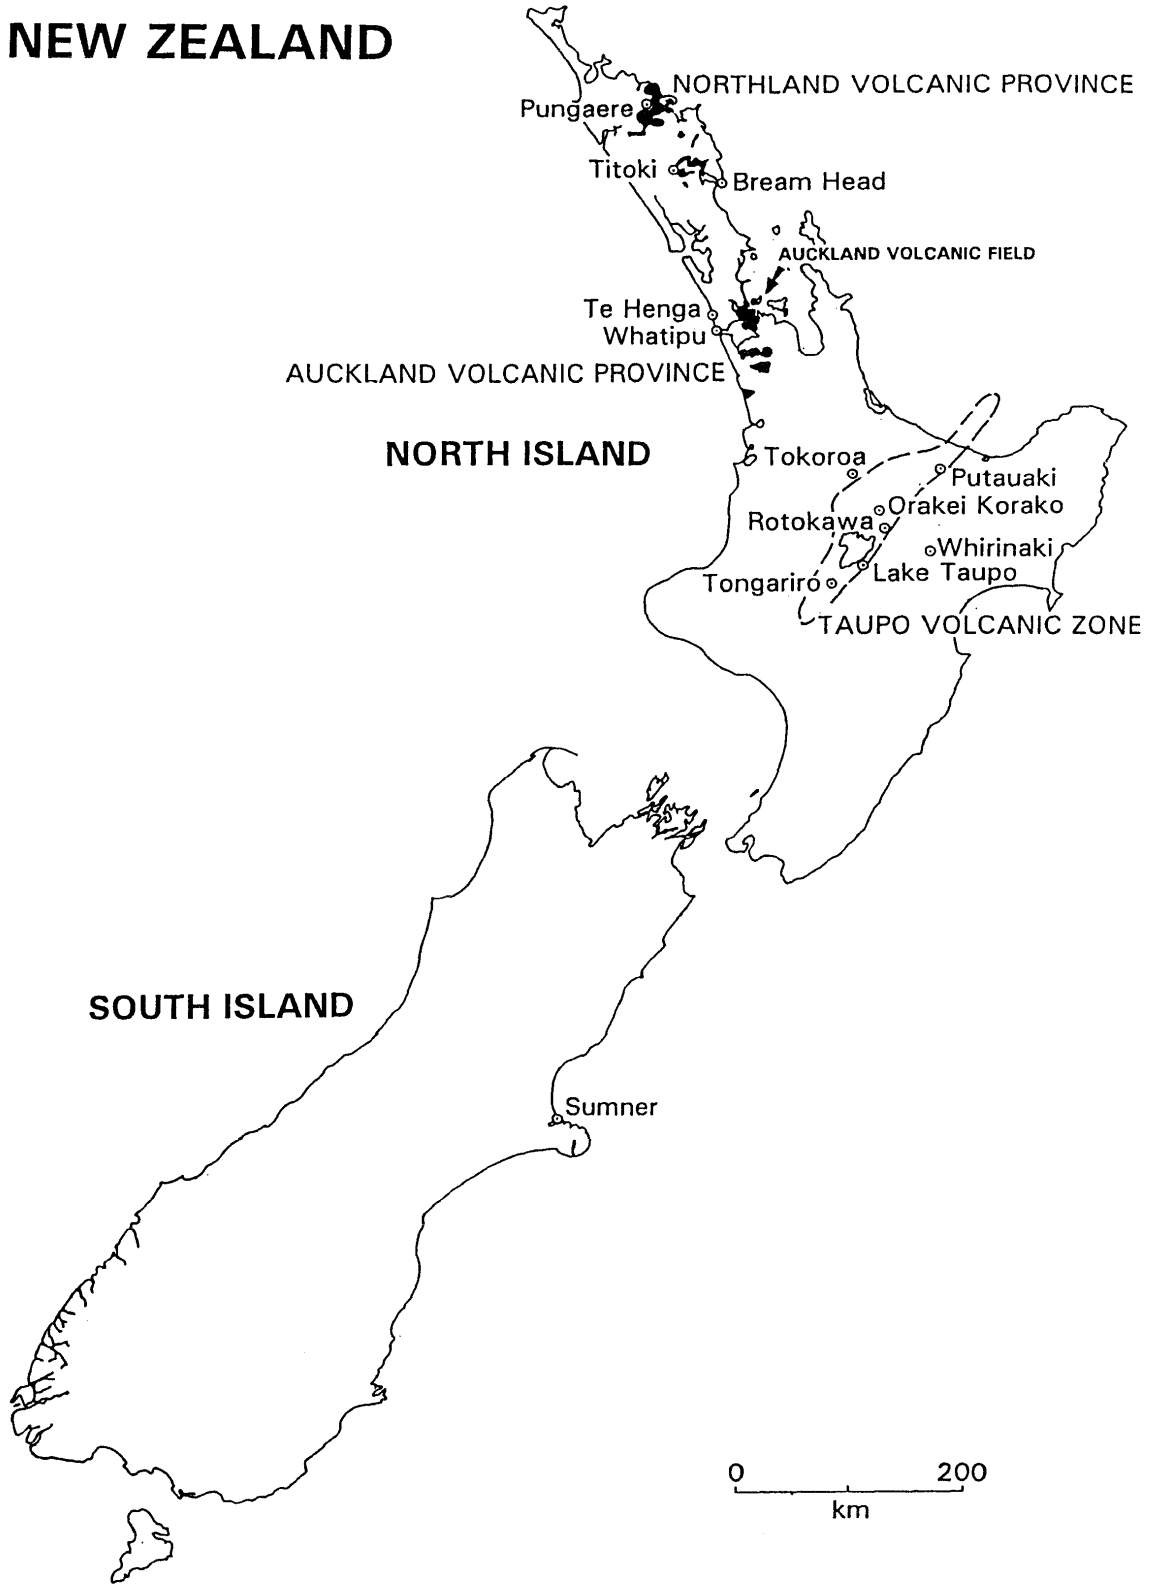 NEW ZEALAND
NORTHLAND VOLCANIC PROVINCE
Pungaere
Titoki
Bream Head
AUCKLAND VOLCANIC FIELD
Te Henga
Whatipu
AUCKLAND VOLCANIC PROVINCE
NORTH ISLAND
Tokoroa
Putauaki
Orakei Korako
Rotokawa
Whirinaki
Lake Taupo
Tongariro
TAUPO VOLCANIC ZONE
SOUTH ISLAND
Sumner
0 200
km